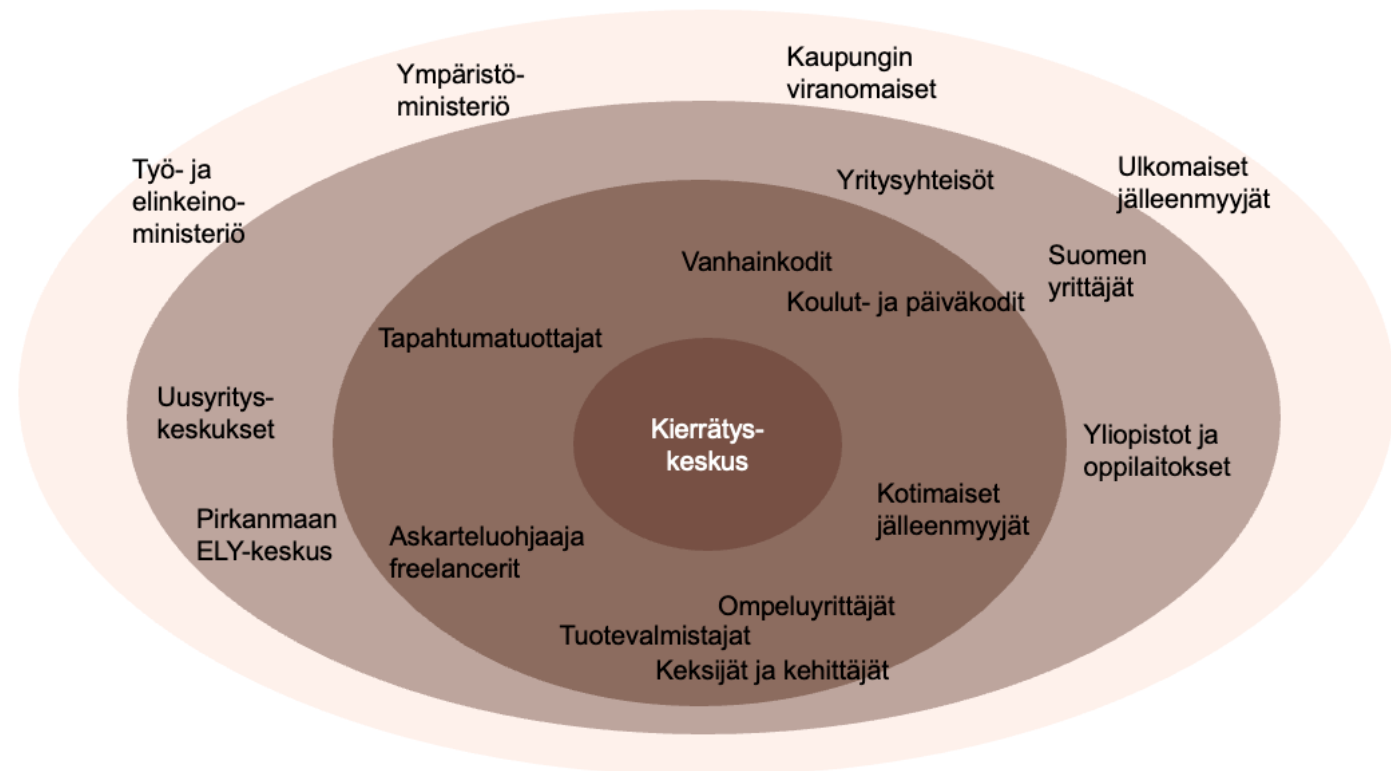 Ympäristö-
ministeriö
Kaupungin
viranomaiset
Työ- ja
elinkeino-
ministeriö
Ulkomaiset
jälleenmyyjät
Yritysyhteisöt
Suomen
yrittäjät
Vanhainkodit
Koulut- ja päiväkodit
Tapahtumatuottajat
Uusyritys-
keskukset
Kierrätys-
keskus
Yliopistot ja
oppilaitokset
Kotimaiset
jälleenmyyjät
Pirkanmaan
ELY-keskus
Askarteluohjaaja
freelancerit
Ompeluyrittäjät
Tuotevalmistajat
Keksijät ja kehittäjät